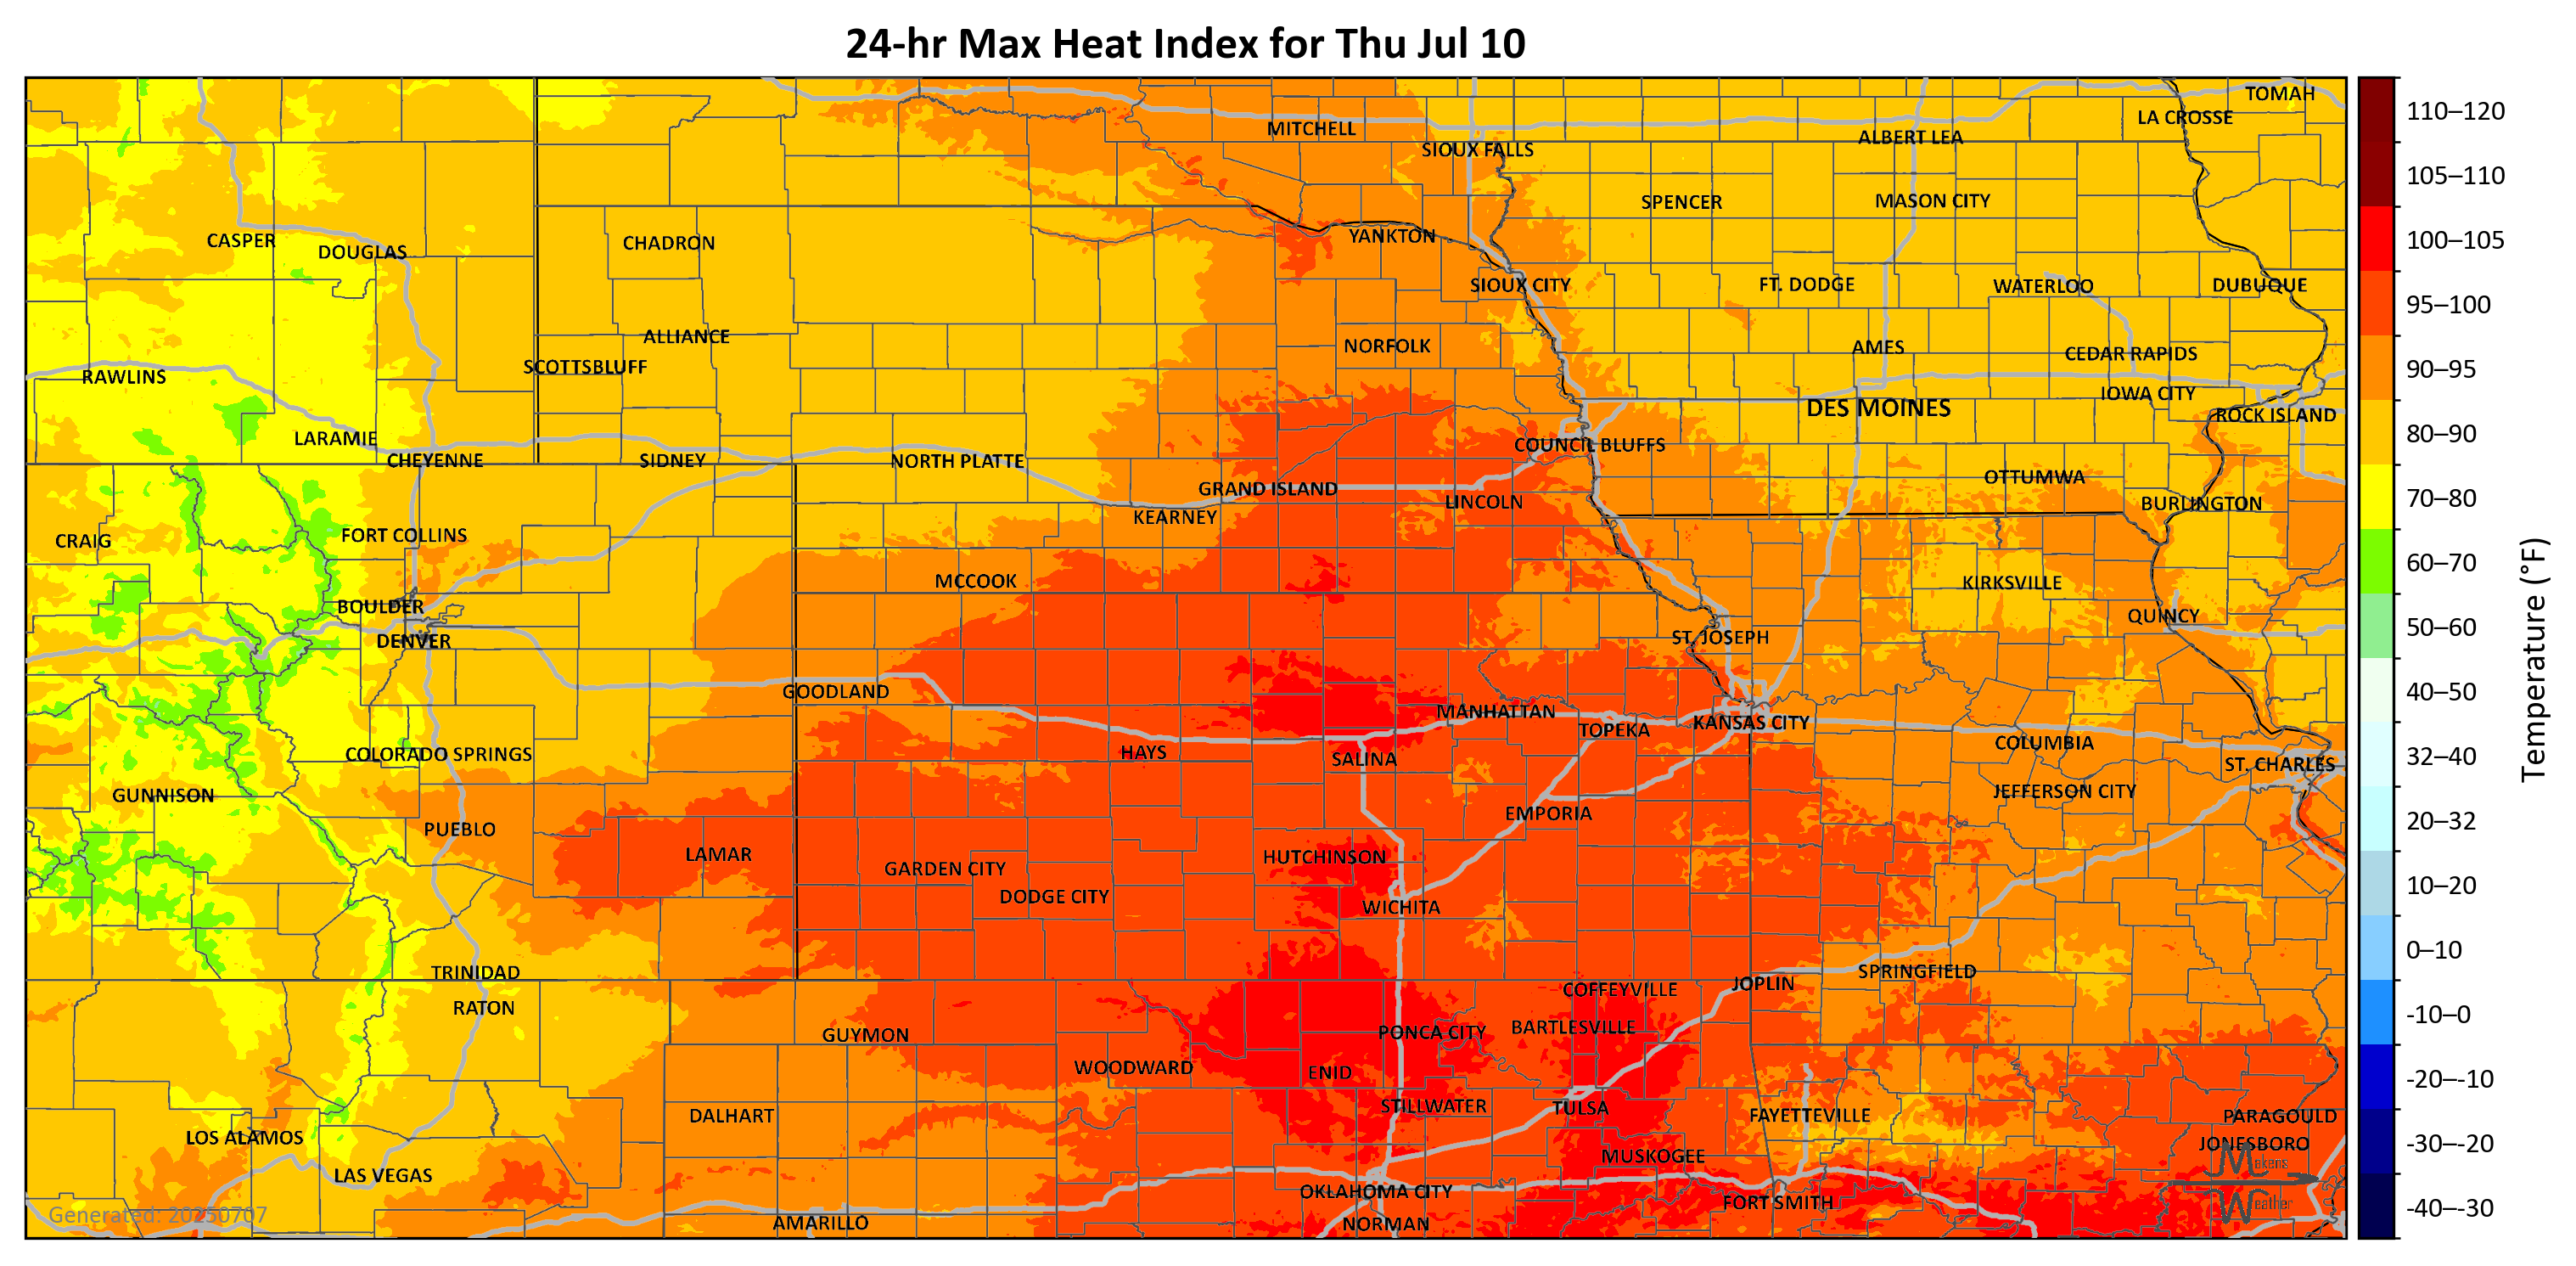 24-hr Max Heat Index for Thu Jul 10
TOMAH
LA CROSSE
MITCHELL
ALBERT LEA
SIOUX FALLS
SPENCER
MASON CITY
CASPER
DOUGLAS
CHADRON
YANKTON
SIOUX CITY
FT. DODGE
WATERLOO
DUBUQUE
ALLIANCE
NORFOLK
AMES
CEDAR RAPIDS
SCOTTSBLUFF
RAWLINS
IOWA CITY
DES MOINES
ROCK ISLAND
LARAMIE
COUNCIL BLUFFS
CHEYENNE
SIDNEY
NORTH PLATTE
OTTUMWA
GRAND ISLAND
LINCOLN
BURLINGTON
KEARNEY
CRAIG
FORT COLLINS
MCCOOK
KIRKSVILLE
BOULDER
QUINCY
DENVER
ST. JOSEPH
GOODLAND
MANHATTAN
KANSAS CITY
TOPEKA
COLUMBIA
COLORADO SPRINGS
HAYS
SALINA
ST. CHARLES
GUNNISON
JEFFERSON CITY
EMPORIA
PUEBLO
LAMAR
HUTCHINSON
GARDEN CITY
DODGE CITY
WICHITA
TRINIDAD
SPRINGFIELD
JOPLIN
COFFEYVILLE
RATON
BARTLESVILLE
PONCA CITY
GUYMON
WOODWARD
ENID
STILLWATER
TULSA
DALHART
FAYETTEVILLE
PARAGOULD
LOS ALAMOS
JONESBORO
MUSKOGEE
LAS VEGAS
OKLAHOMA CITY
FORT SMITH
AMARILLO
NORMAN
Generated: 20250707
Makens
Weather
110–120
105–110
100–105
95–100
90–95
80–90
70–80
60–70
50–60
40–50
32–40
20–32
10–20
0–10
-10–0
-20–-10
-30–-20
-40–-30
Temperature (°F)